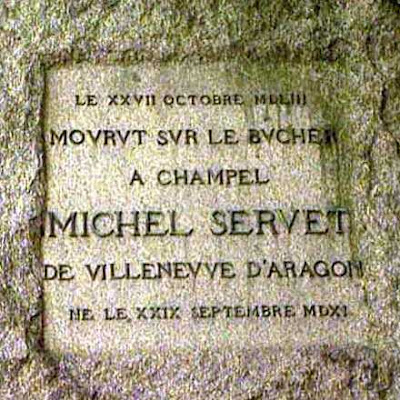 LE XXVII OCTOBRE MDLIII
MOVRVT SVR LE BVCHER
A CHAMPEL
MICHEL SERVET
DE VILLENEVVE D'ARAGON
NE LE XXIX SEPTEMBRE MDXI